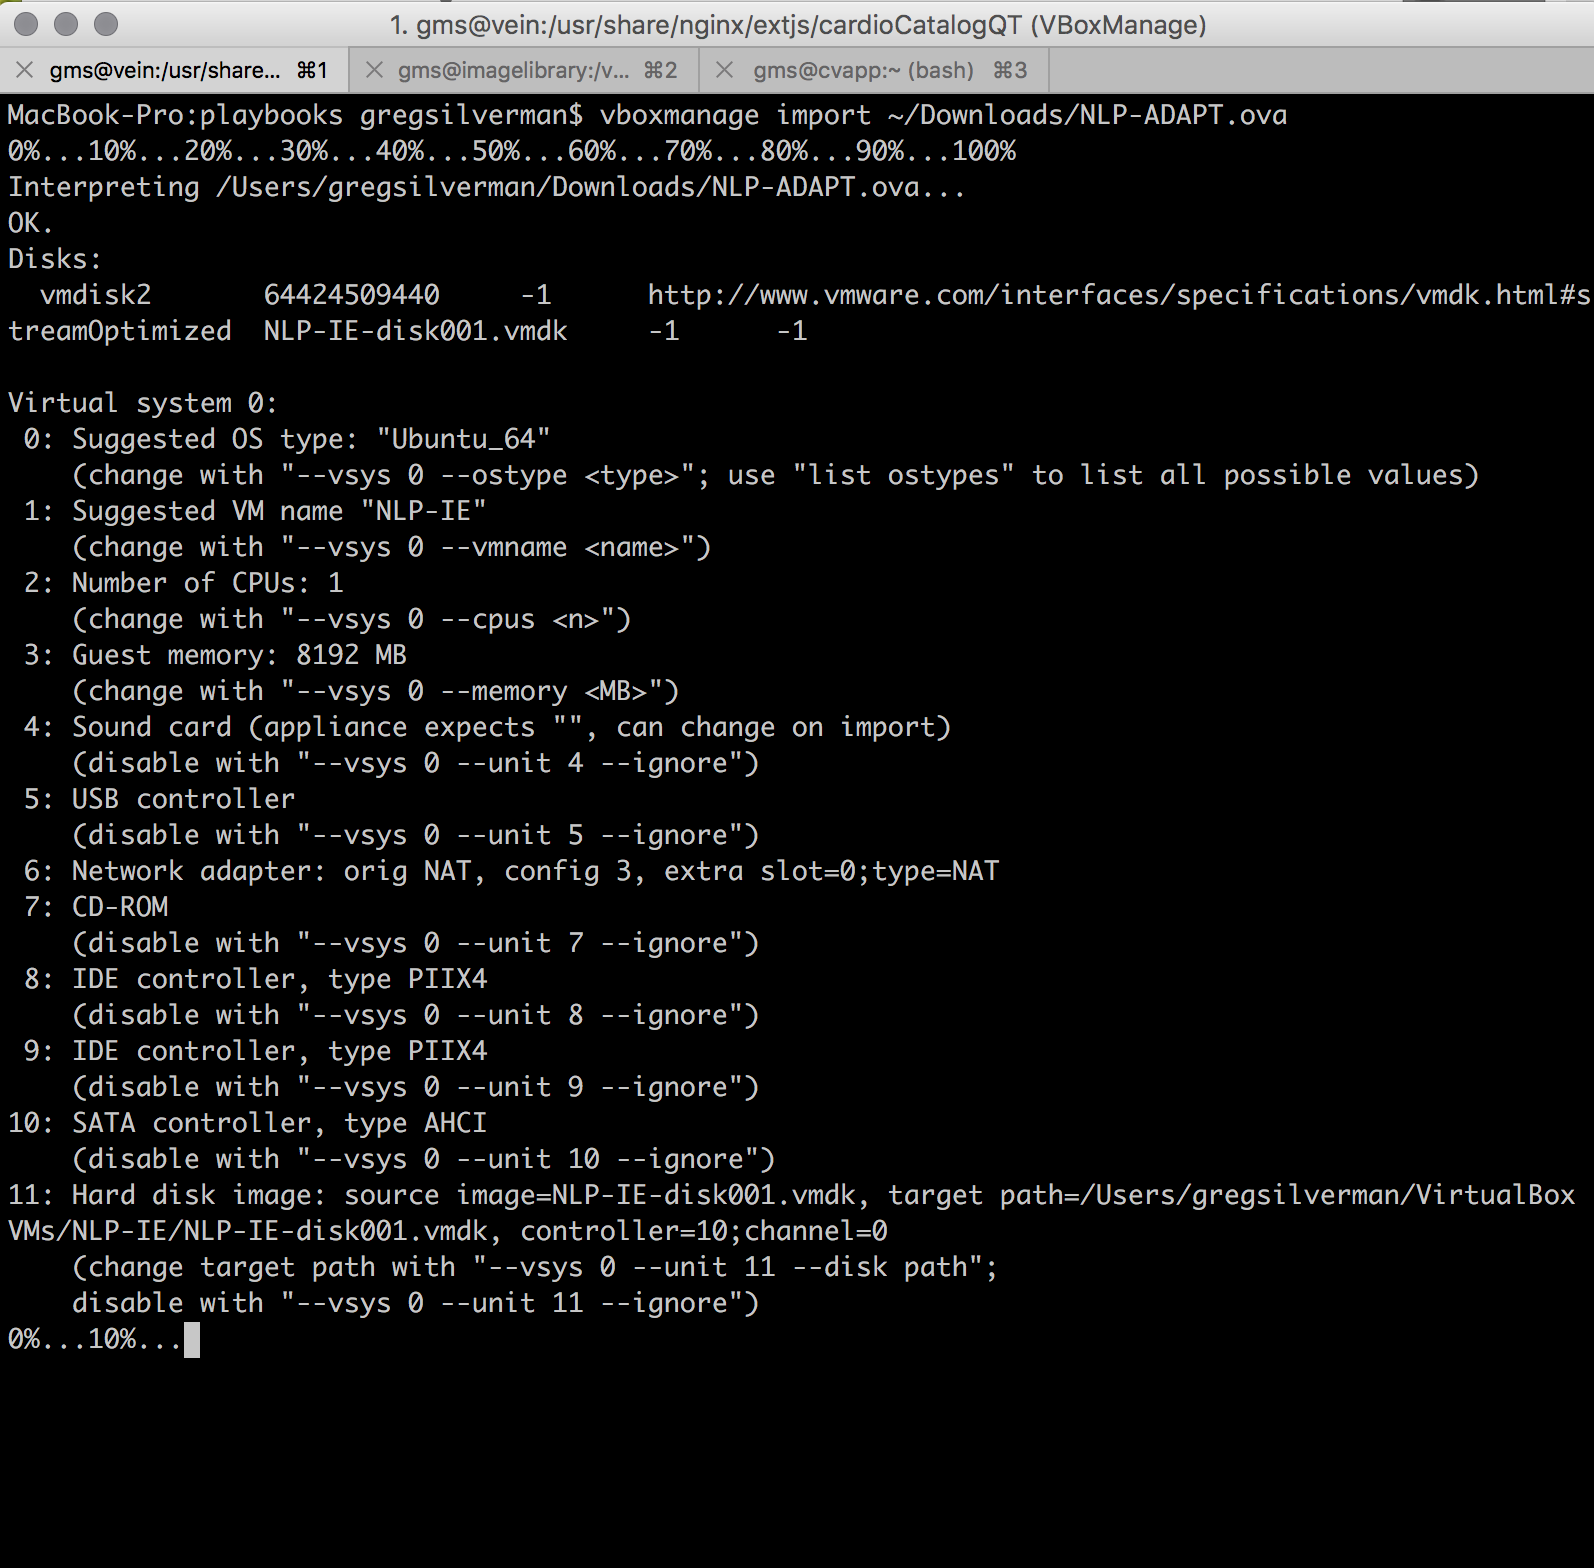 1. gms@vein:/usr/share/nginx/extjs/cardioCatalogQT (VBoxManage)
gms@vein:/usr/share... ⌘1 gms@imagelibrary:/v... ⌘2 gms@cvapp:~ (bash) ⌘3
MacBook-Pro:playbooks gregsilverman$ vboxmanage import ~/Downloads/NLP-ADAPT.ova
0%...10%...20%...30%...40%...50%...60%...70%...80%...90%...100%
Interpreting /Users/gregsilverman/Downloads/NLP-ADAPT.ova...
OK.
Disks:
  vmdisk2       64424509440     -1      http://www.vmware.com/interfaces/specifications/vmdk.html#s
treamOptimized  NLP-IE-disk001.vmdk     -1      -1
Virtual system 0:
 0: Suggested OS type: "Ubuntu_64"
    (change with "--vsys 0 --ostype <type>"; use "list ostypes" to list all possible values)
 1: Suggested VM name "NLP-IE"
    (change with "--vsys 0 --vmname <name>")
 2: Number of CPUs: 1
    (change with "--vsys 0 --cpus <n>")
 3: Guest memory: 8192 MB
    (change with "--vsys 0 --memory <MB>")
 4: Sound card (appliance expects "", can change on import)
    (disable with "--vsys 0 --unit 4 --ignore")
 5: USB controller
    (disable with "--vsys 0 --unit 5 --ignore")
 6: Network adapter: orig NAT, config 3, extra slot=0;type=NAT
 7: CD-ROM
    (disable with "--vsys 0 --unit 7 --ignore")
 8: IDE controller, type PIIX4
    (disable with "--vsys 0 --unit 8 --ignore")
 9: IDE controller, type PIIX4
    (disable with "--vsys 0 --unit 9 --ignore")
10: SATA controller, type AHCI
    (disable with "--vsys 0 --unit 10 --ignore")
11: Hard disk image: source image=NLP-IE-disk001.vmdk, target path=/Users/gregsilverman/VirtualBox
VMs/NLP-IE/NLP-IE-disk001.vmdk, controller=10;channel=0
    (change target path with "--vsys 0 --unit 11 --disk path";
    disable with "--vsys 0 --unit 11 --ignore")
0%...10%...